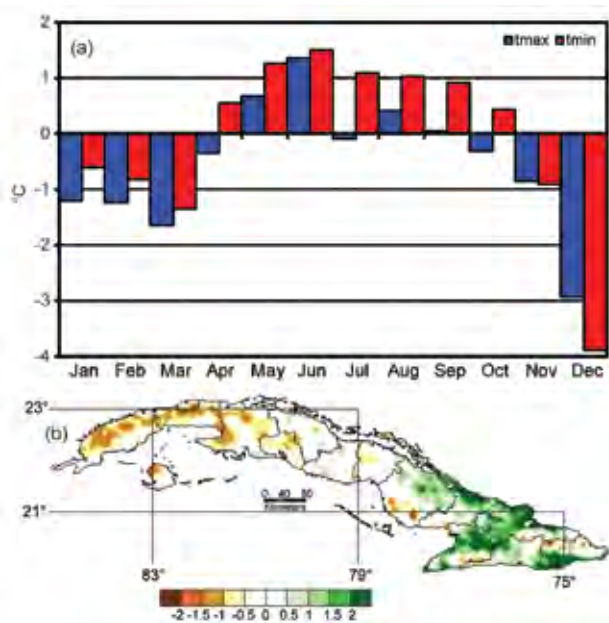 2
(a)
tmax tmin
1
0
-1
-2
-3
-4
°C
Jan Feb Mar Apr May Jun Jul Aug Sep Oct Nov Dec
23°
(b)
21°
0 40 80
Kilometers
83° 79° 75°
-2 -1.5 -1 -0.5 0 0.5 1 1.5 2